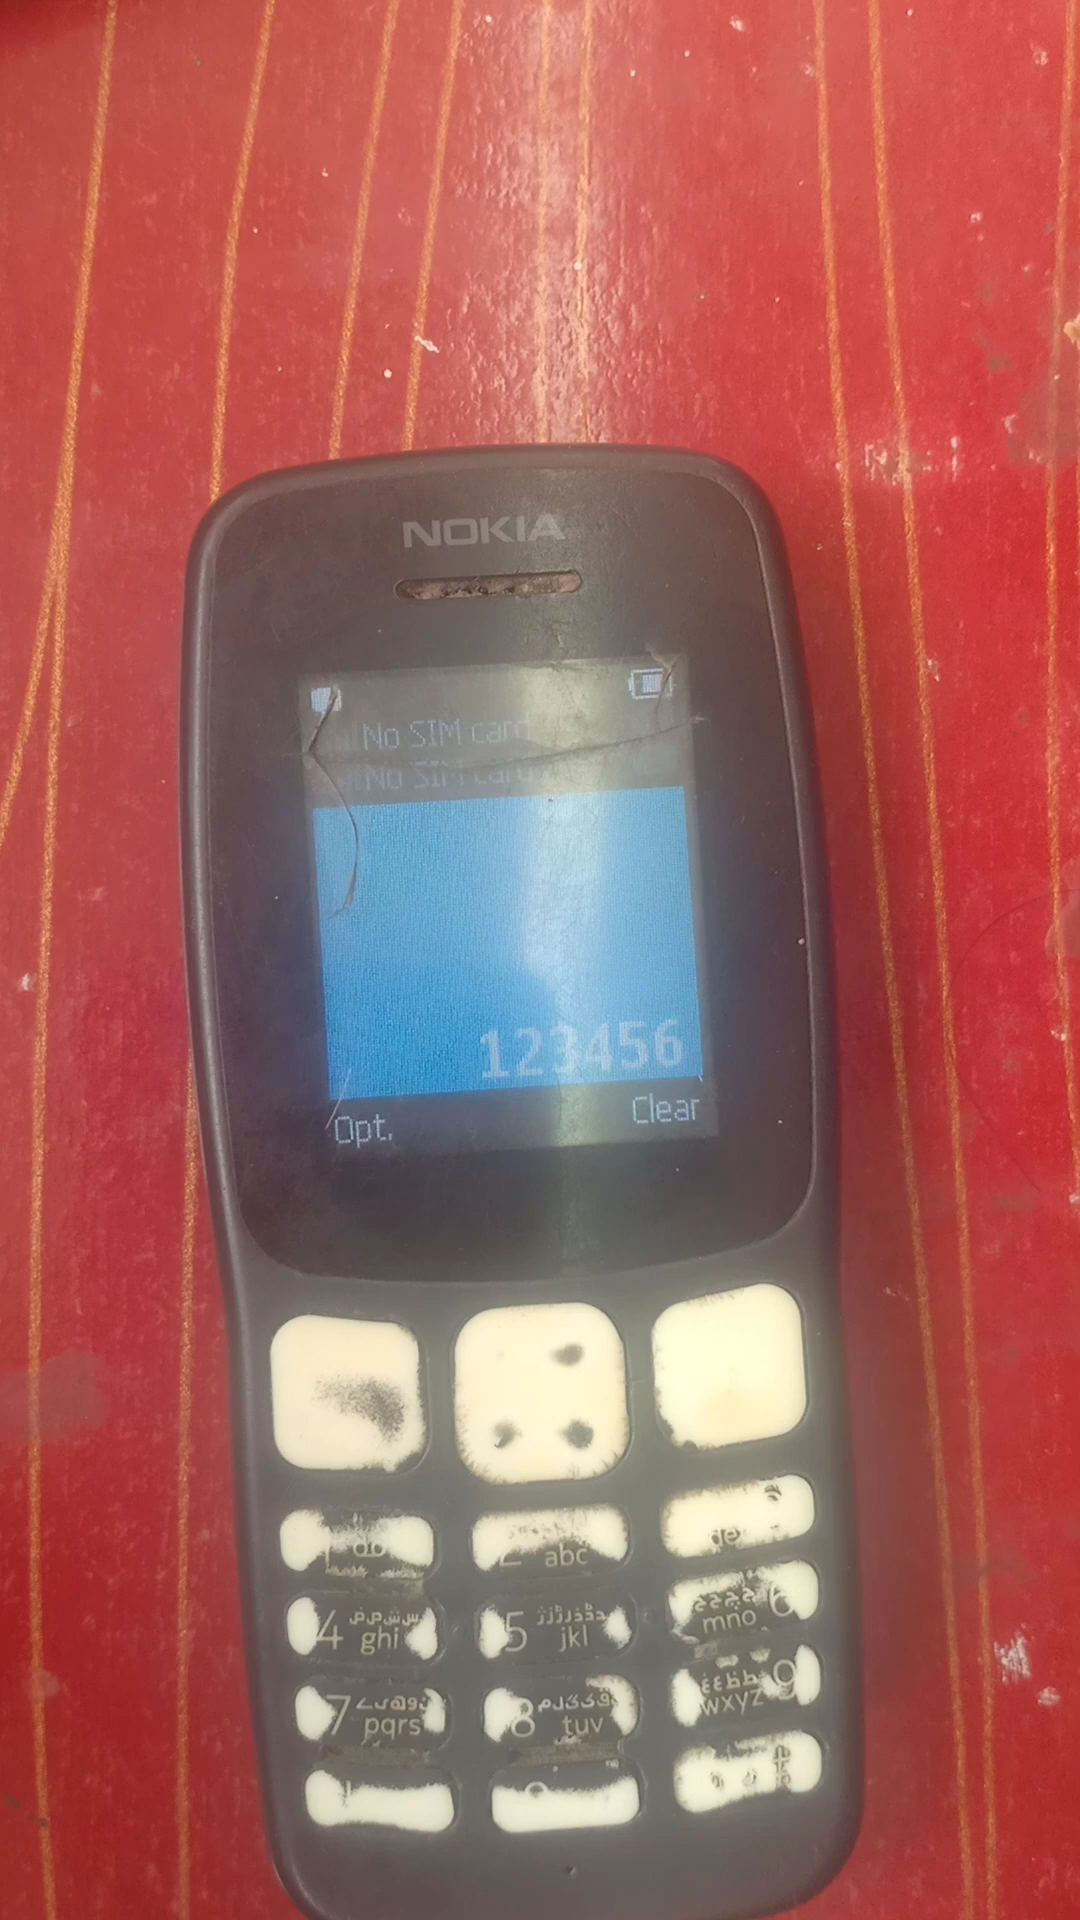 NOKIA
No SIM card
No SIM card
123456
Opt. Clear
abc
de
4 ghi
5 jkl
mno 6
7 pqrs
8 tuv
wxyz 9